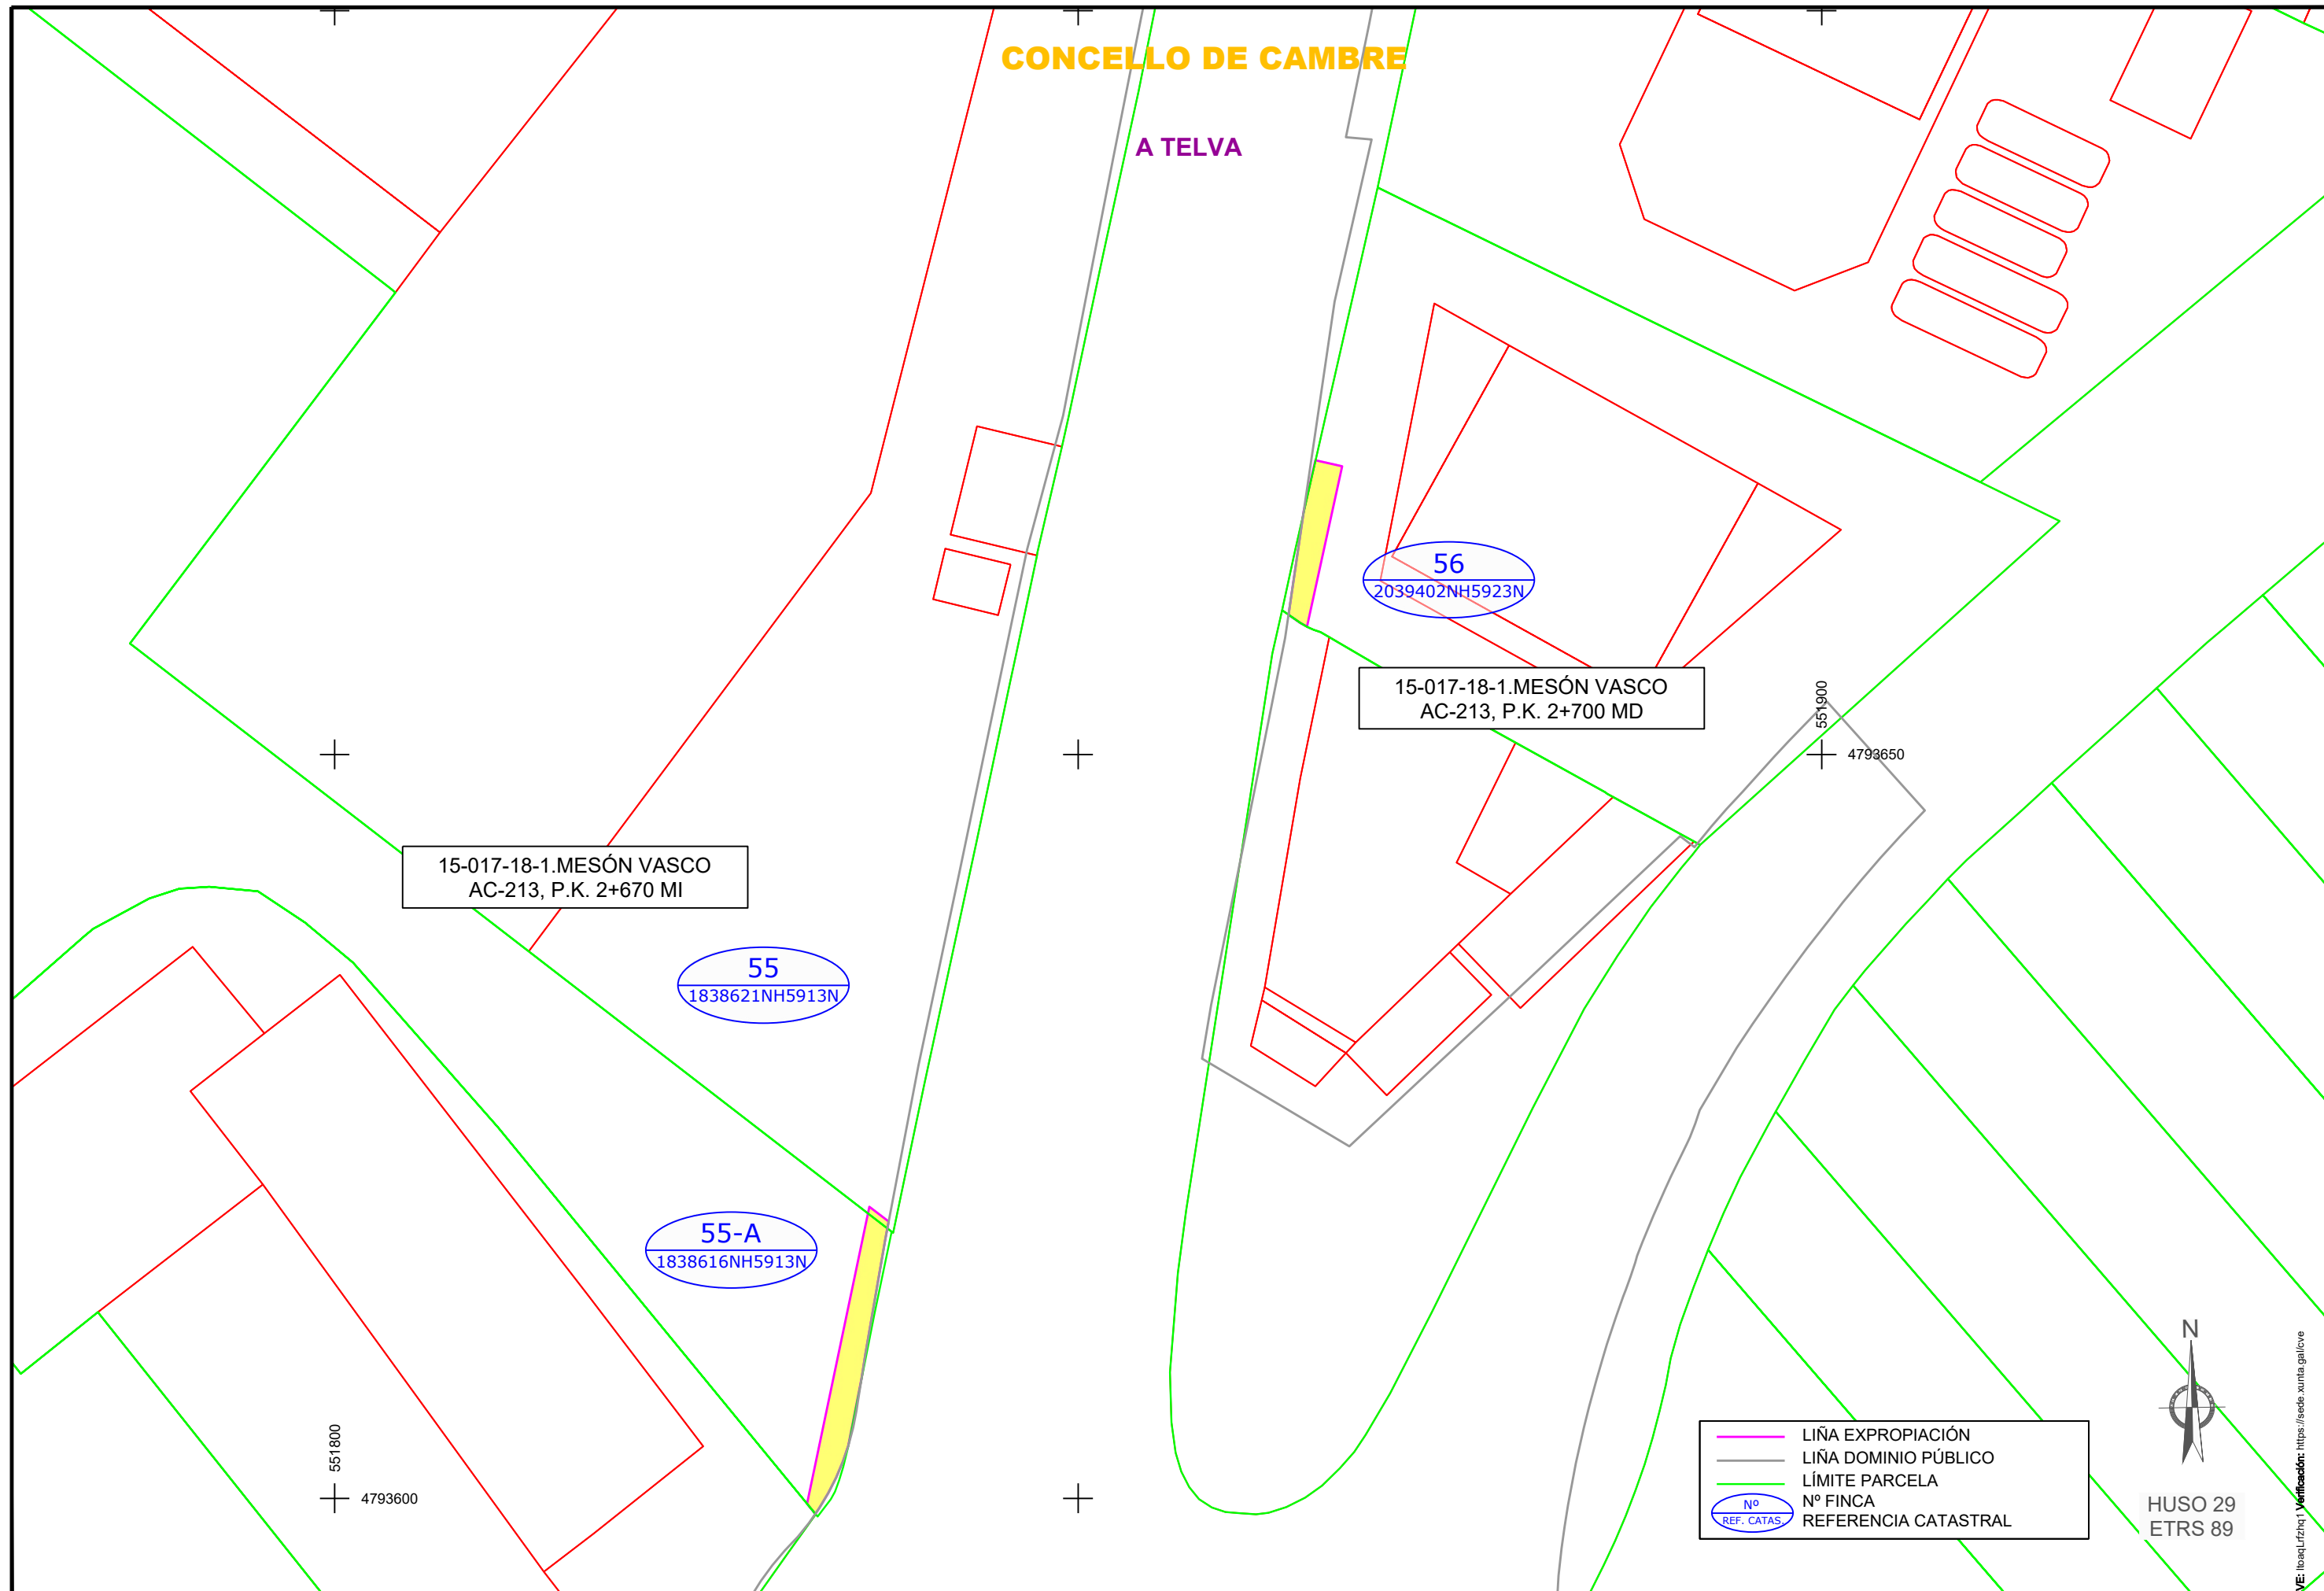 CONCELLO DE CAMBRE
A TELVA
56
2039402NH5923N
15-017-18-1.MESÓN VASCO
AC-213, P.K. 2+700 MD
551900
4793650
15-017-18-1.MESÓN VASCO
AC-213, P.K. 2+670 MI
55
1838621NH5913N
55-A
1838616NH5913N
551800
4793600
LIÑA EXPROPIACIÓN
LIÑA DOMINIO PÚBLICO
LÍMITE PARCELA
Nº
REF. CATAS.
Nº FINCA
REFERENCIA CATASTRAL
N
HUSO 29
ETRS 89
Verificación: https://sede.xunta.gal/cve